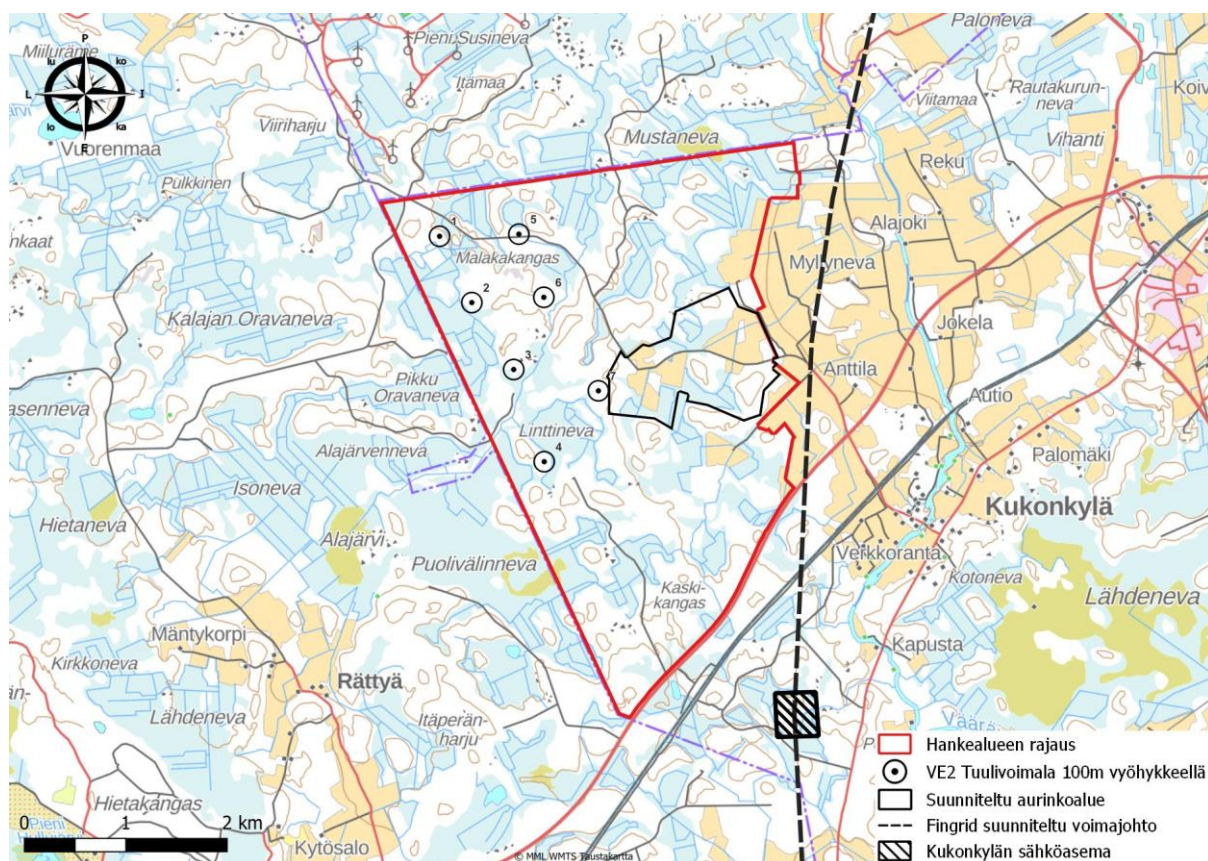 P
lu
ko
L
I
lo
ka
E
Miiluräme
Pieni Susineva
Itämaa
Viiriharju
Vuorenmaa
Pulkkinen
Paloneva
Viitamaa
Rautakurun-
neva
Koiv
Vihanti
Mustaneva
Reku
Alajoki
1
5
Malakakangas
2
6
Myllyneva
Kalajan Oravaneva
Jokela
3
7
Anttila
Pikku
Oravaneva
Autio
Linttineva
Alajärvenneva
4
Palomäki
Isoneva
Kukonkylä
Hietaneva
Alajärvi
Puolivälinneva
Verkkoranta
Kotoneva
Kaski-
kangas
Lähdeneva
Mäntykorpi
Kapusta
Kirkkoneva
Rättyä
Lähdeneva
Itäperän-
harju
Hietakangas
Kytösalo
0 1 2 km
Hankealueen rajaus
VE2 Tuulivoimala 100m vyöhykkeellä
Suunniteltu aurinkoalue
Fingrid suunniteltu voimajohto
Kukonkylän sähköasema
© MML WMTS Taustakartta